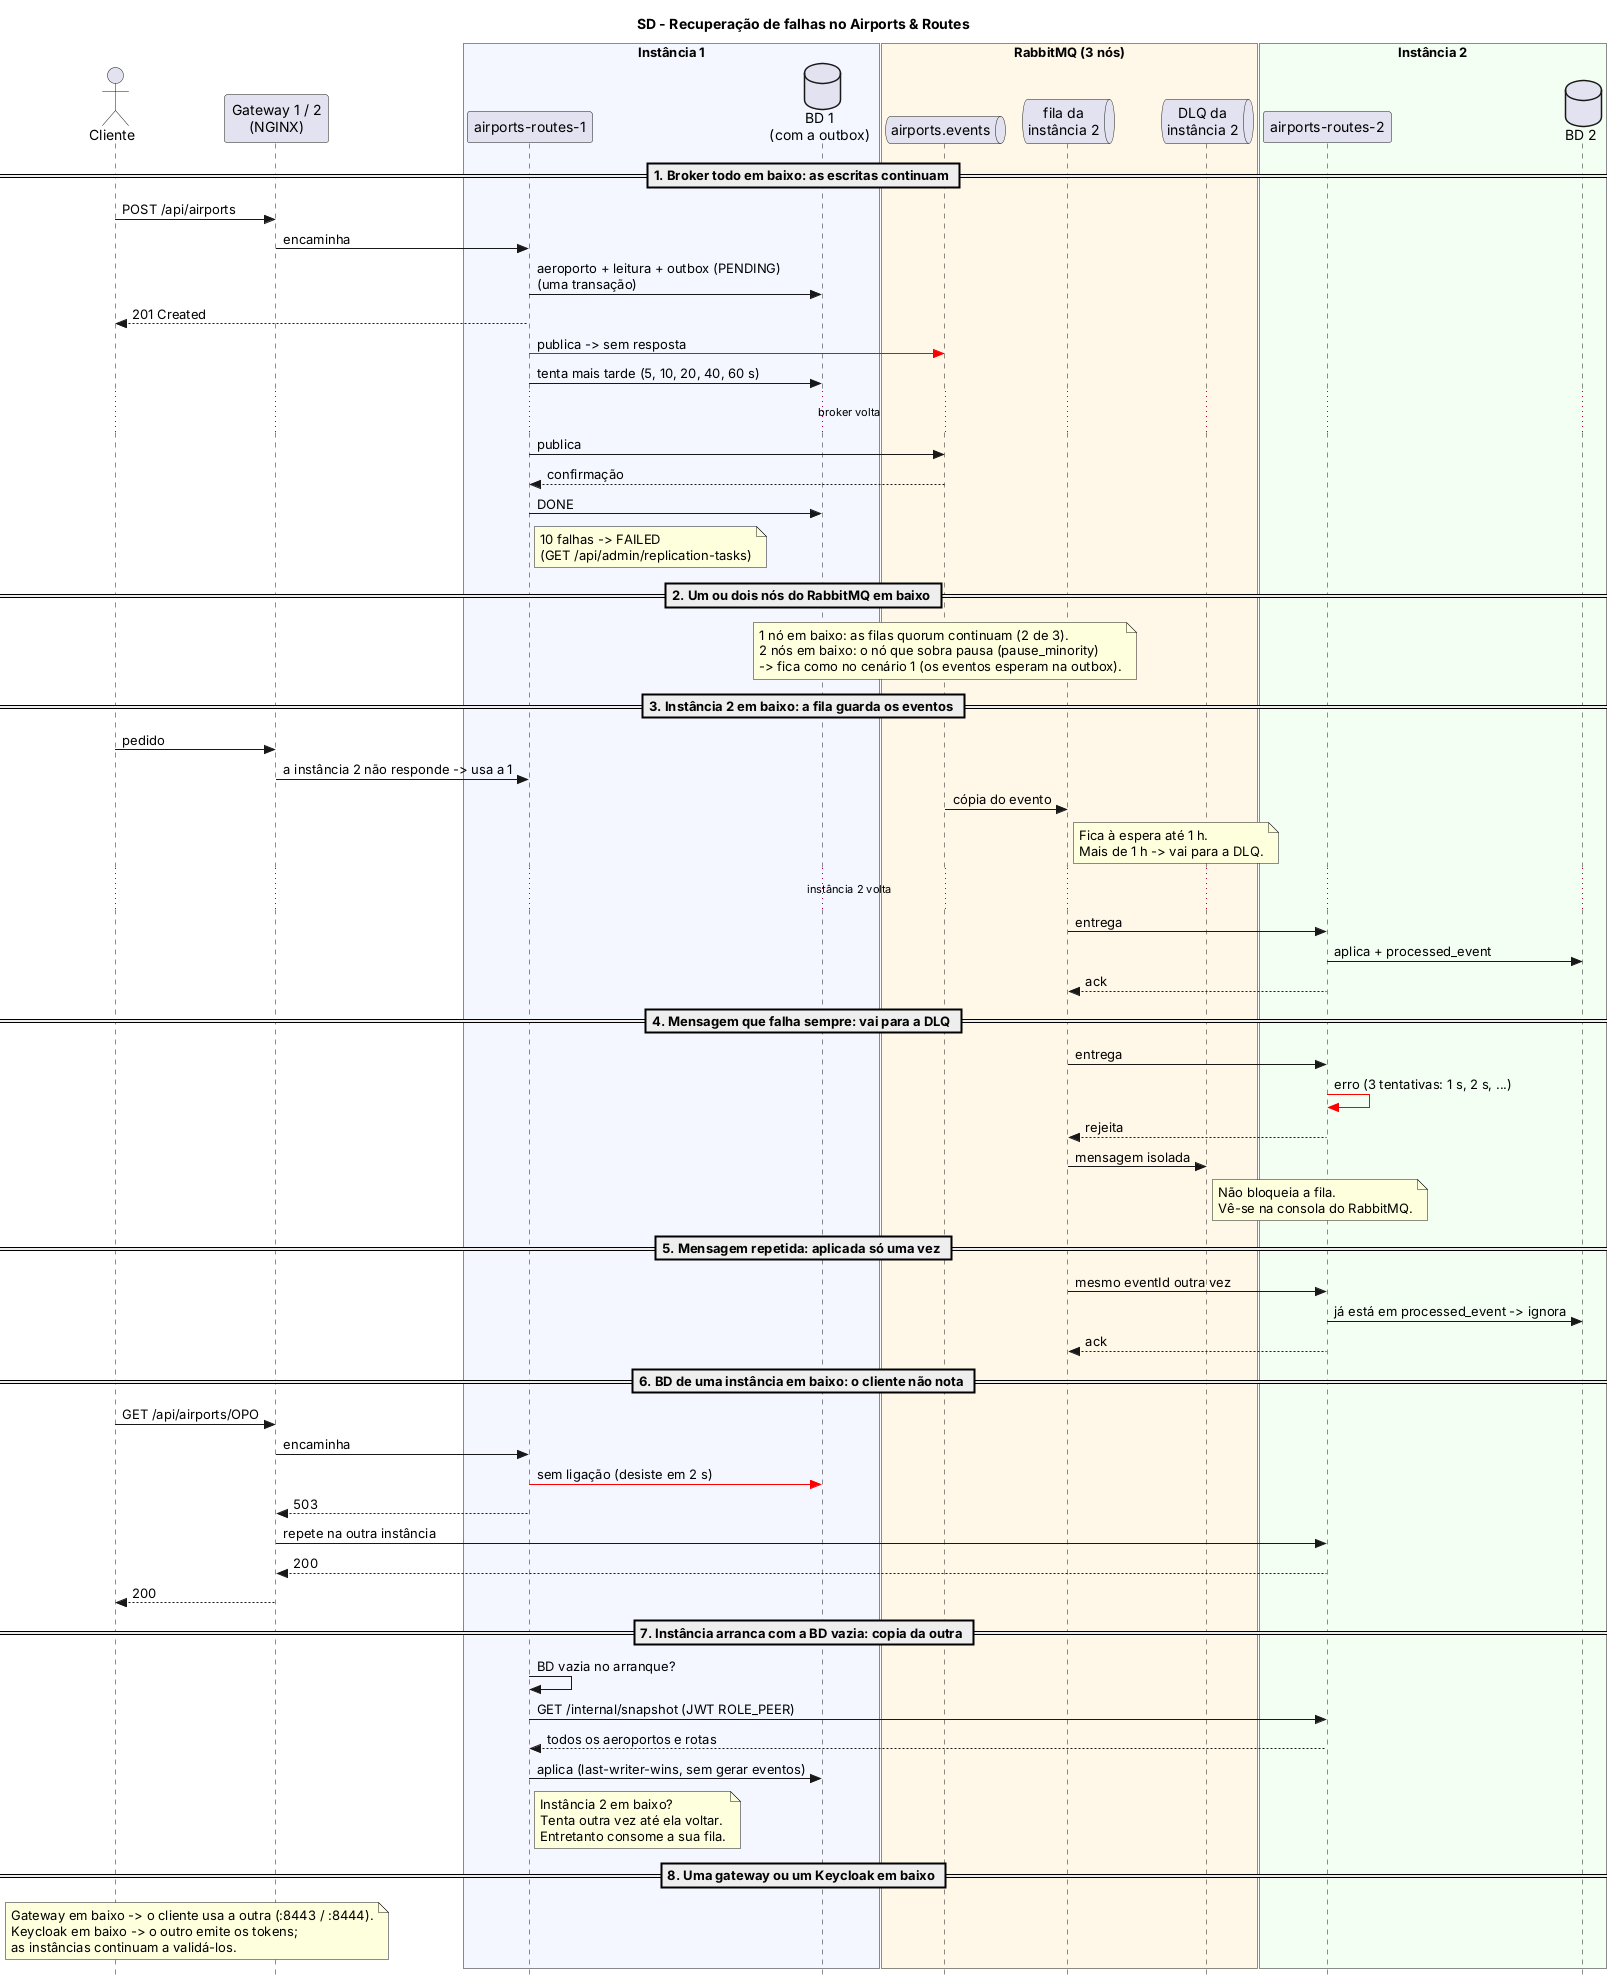 SD - Recuperação de falhas no Airports & Routes
Instância 1
RabbitMQ (3 nós)
Instância 2
Cliente
Gateway 1 / 2
(NGINX)
airports-routes-1
BD 1
(com a outbox)
airports.events
fila da
instância 2
DLQ da
instância 2
airports-routes-2
BD 2
1. Broker todo em baixo: as escritas continuam
POST /api/airports
encaminha
aeroporto + leitura + outbox (PENDING)
(uma transação)
201 Created
publica -> sem resposta
tenta mais tarde (5, 10, 20, 40, 60 s)
broker volta
publica
confirmação
DONE
10 falhas -> FAILED
(GET /api/admin/replication-tasks)
2. Um ou dois nós do RabbitMQ em baixo
1 nó em baixo: as filas quorum continuam (2 de 3).
2 nós em baixo: o nó que sobra pausa (pause_minority)
-> fica como no cenário 1 (os eventos esperam na outbox).
3. Instância 2 em baixo: a fila guarda os eventos
pedido
a instância 2 não responde -> usa a 1
cópia do evento
Fica à espera até 1 h.
Mais de 1 h -> vai para a DLQ.
instância 2 volta
entrega
aplica + processed_event
ack
4. Mensagem que falha sempre: vai para a DLQ
entrega
erro (3 tentativas: 1 s, 2 s, ...)
rejeita
mensagem isolada
Não bloqueia a fila.
Vê-se na consola do RabbitMQ.
5. Mensagem repetida: aplicada só uma vez
mesmo eventId outra vez
já está em processed_event -> ignora
ack
6. BD de uma instância em baixo: o cliente não nota
GET /api/airports/OPO
encaminha
sem ligação (desiste em 2 s)
503
repete na outra instância
200
200
7. Instância arranca com a BD vazia: copia da outra
BD vazia no arranque?
GET /internal/snapshot (JWT ROLE_PEER)
todos os aeroportos e rotas
aplica (last-writer-wins, sem gerar eventos)
Instância 2 em baixo?
Tenta outra vez até ela voltar.
Entretanto consome a sua fila.
8. Uma gateway ou um Keycloak em baixo
Gateway em baixo -> o cliente usa a outra (:8443 / :8444).
Keycloak em baixo -> o outro emite os tokens;
as instâncias continuam a validá-los.